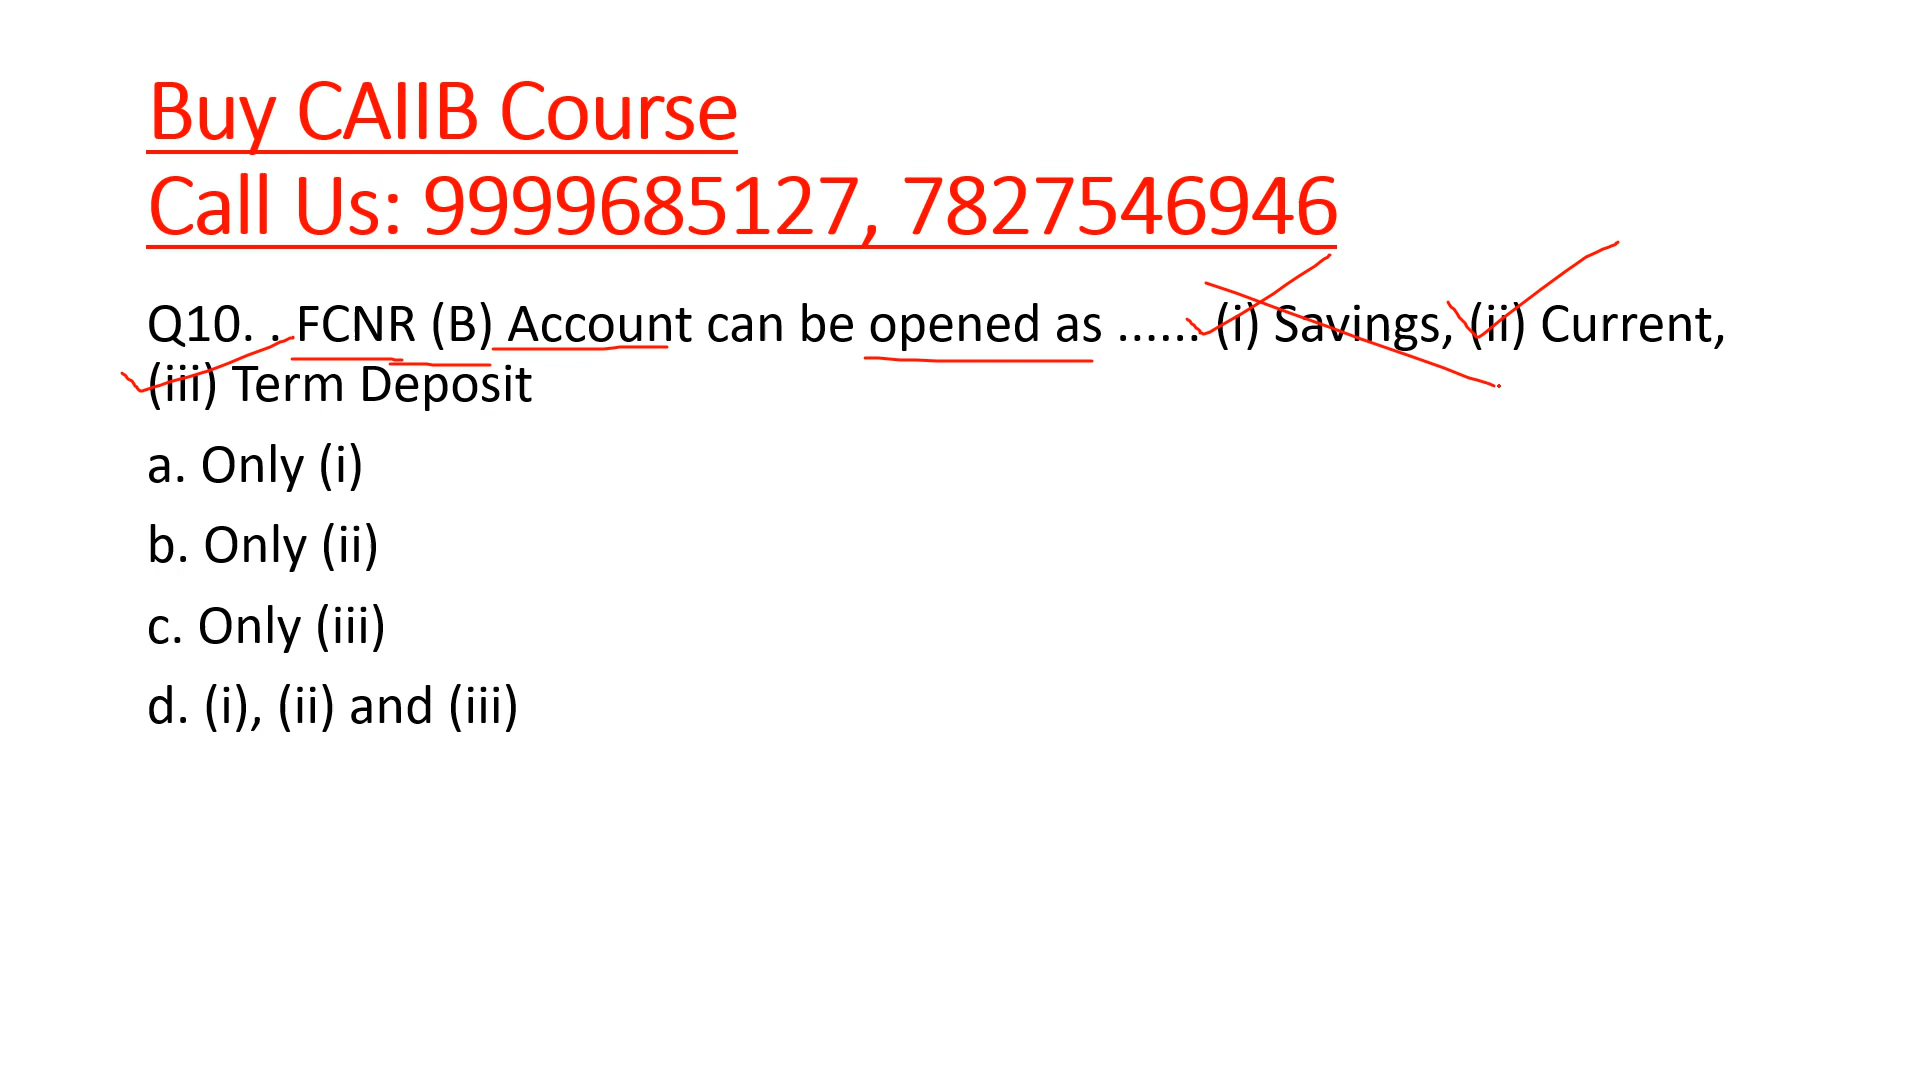 Buy CAIIB Course
Call Us: 9999685127, 7827546946
Q10. . FCNR (B) Account can be opened as ...... (i) Savings, (ii) Current,
(iii) Term Deposit
a. Only (i)
b. Only (ii)
c. Only (iii)
d. (i), (ii) and (iii)